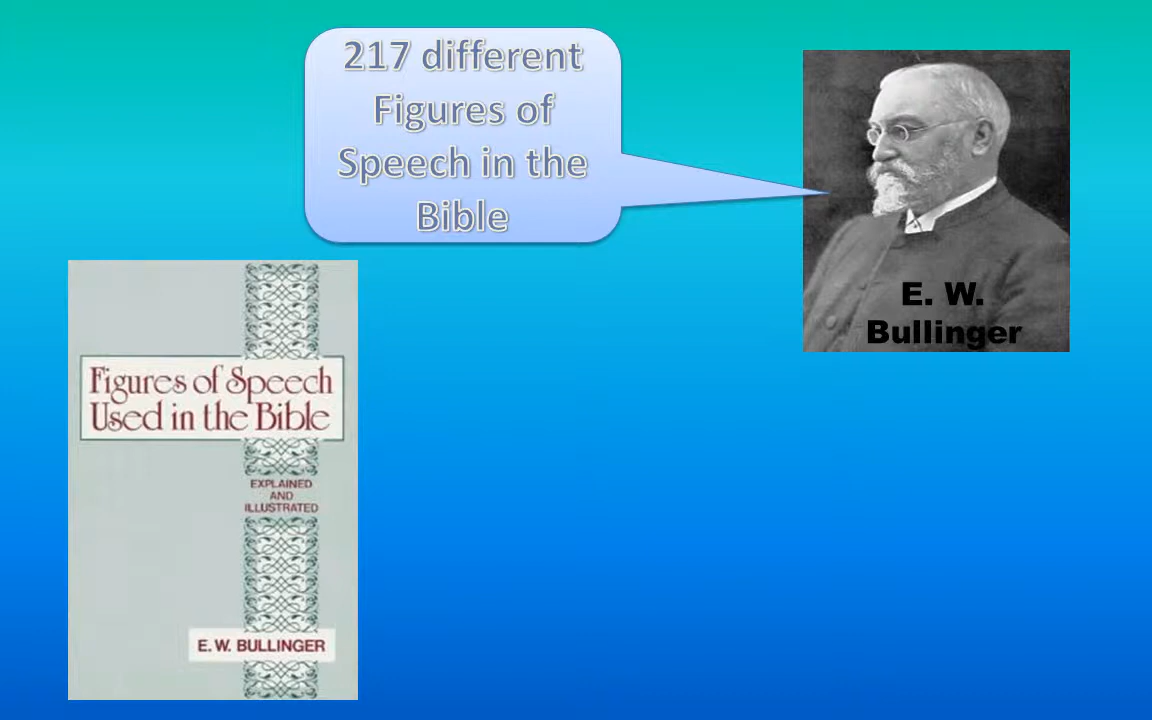 217 different
Figures of
Speech in the
Bible
E. W.
Bullinger
Figures of Speech
Used in the Bible
EXPLAINED
AND
ILLUSTRATED
E. W. BULLINGER